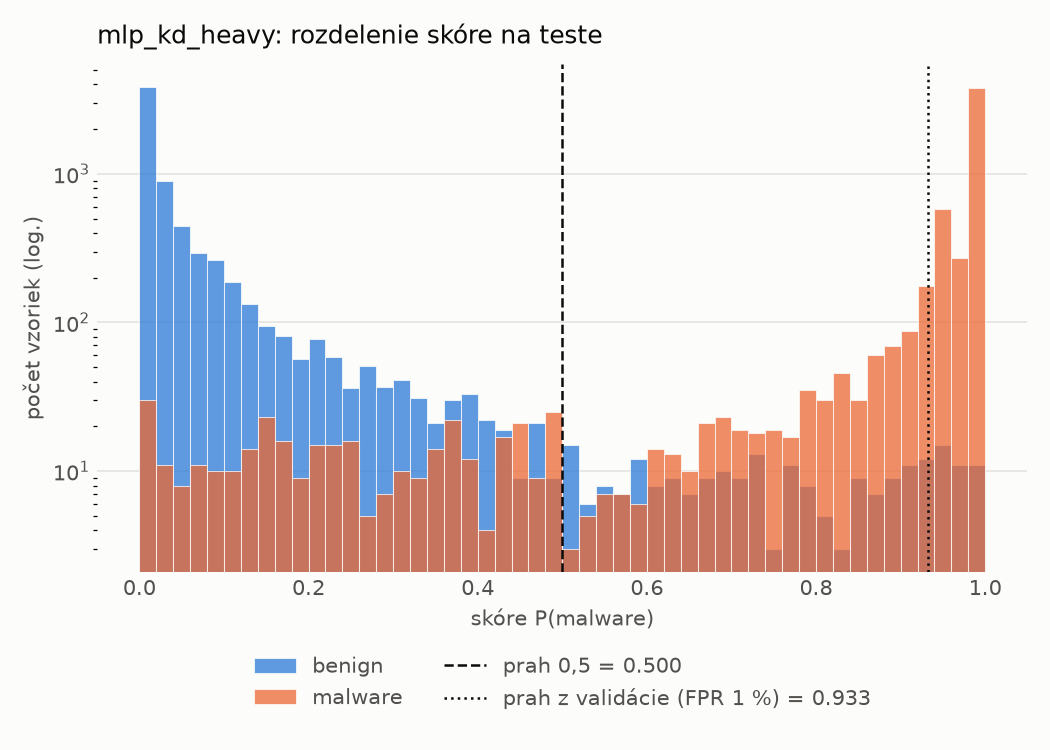 mlp_kd_heavy: rozdelenie skóre na teste
počet vzoriek (log.)
10³
10²
10¹
0.0 0.2 0.4 0.6 0.8 1.0
skóre P(malware)
benign
malware
prah 0,5 = 0.500
prah z validácie (FPR 1 %) = 0.933